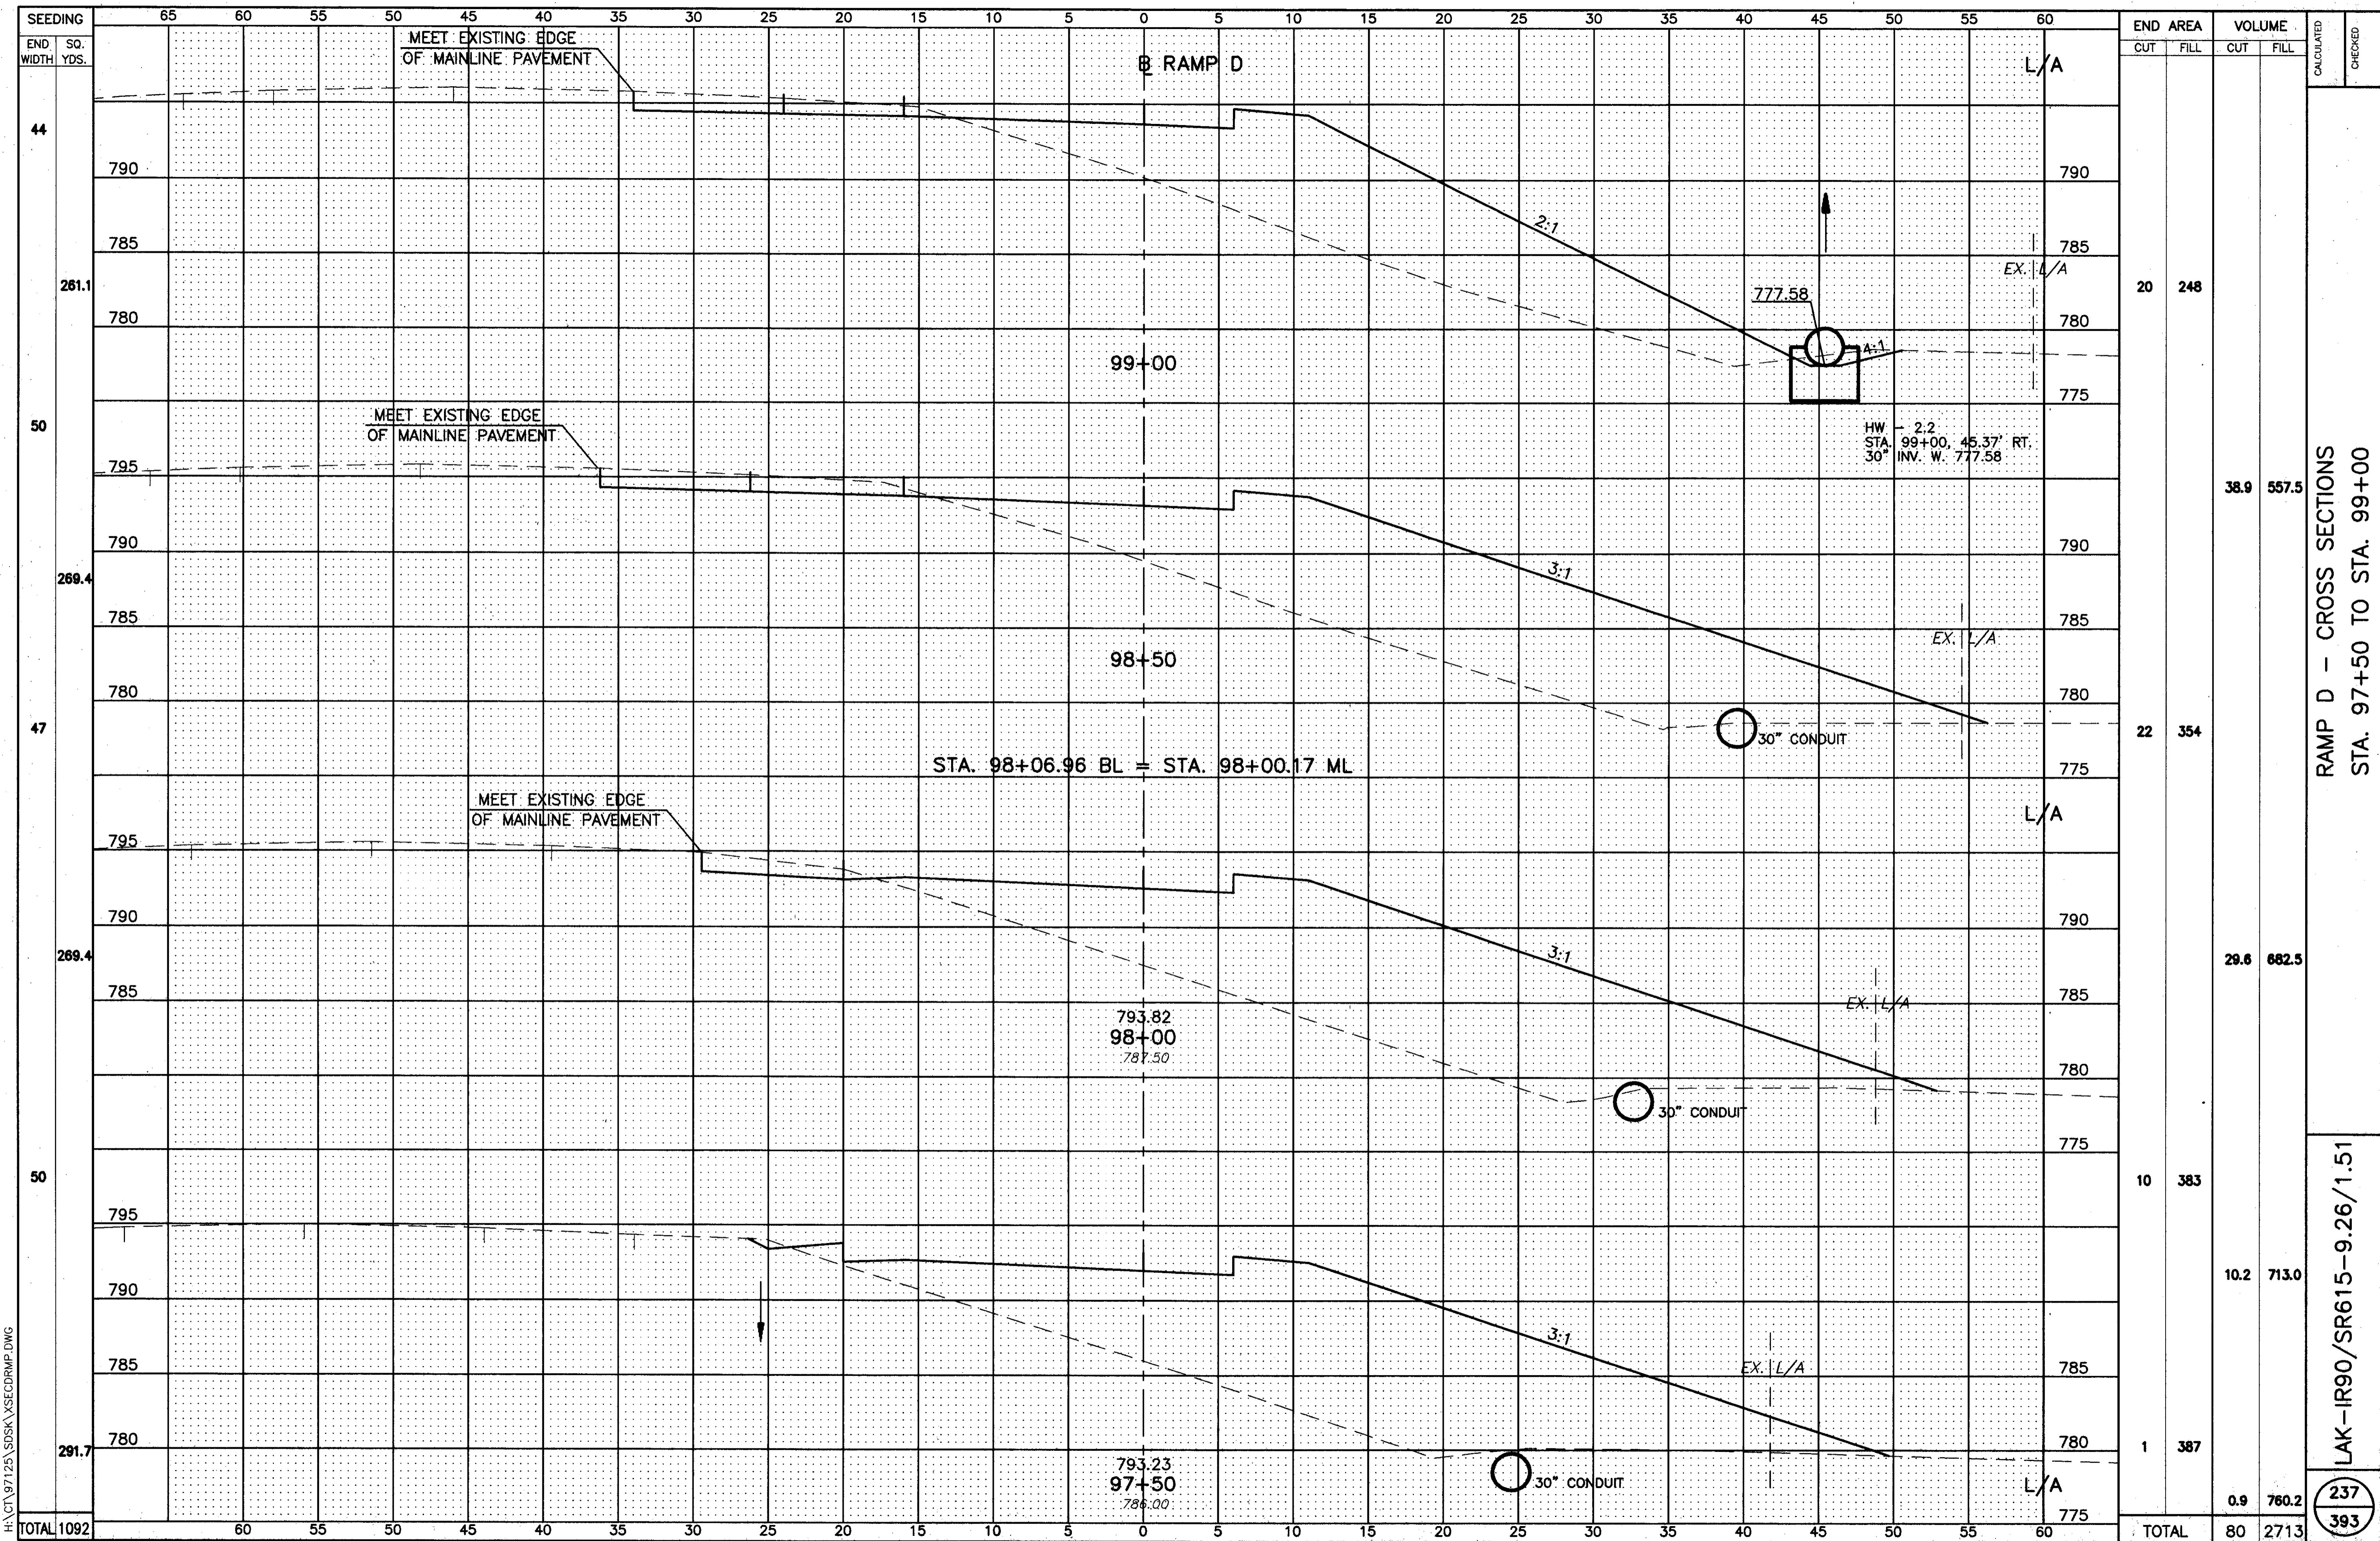 SEEDING
END WIDTH
SQ. YDS.
65 60 55 50 45 40 35 30 25 20 15 10 5 0 5 10 15 20 25 30 35 40 45 50 55 60
END AREA
VOLUME
CUT FILL CUT FILL
CALCULATED
CHECKED
MEET EXISTING EDGE
OF MAINLINE PAVEMENT
B RAMP D
L/A
44
790
790
2:1
785
785
EX. L/A
261.1
20 248
777.58
780
780
4:1
99+00
775
HW - 2.2
STA. 99+00, 45.37' RT.
30" INV. W. 777.58
MEET EXISTING EDGE
OF MAINLINE PAVEMENT
50
795
38.9 557.5
790
790
3:1
269.4
785
785
EX. L/A
98+50
780
780
47
22 354
30" CONDUIT
STA. 98+06.96 BL = STA. 98+00.17 ML
775
MEET EXISTING EDGE
OF MAINLINE PAVEMENT
L/A
795
790
790
3:1
269.4
29.6 682.5
785
785
EX. L/A
793.82
98+00
787.50
780
30" CONDUIT
775
50
10 383
795
790
10.2 713.0
3:1
785
785
EX. L/A
780
780
291.7
1 387
793.23
97+50
786.00
30" CONDUIT
L/A
0.9 760.2
775
TOTAL 1092
60 55 50 45 40 35 30 25 20 15 10 5 0 5 10 15 20 25 30 35 40 45 50 55 60
TOTAL 80 2713
RAMP D - CROSS SECTIONS
STA. 97+50 TO STA. 99+00
LAK-IR90/SR615-9.26/1.51
237
393
H:\CT\97125\SDSK\XSECDRMP.DWG